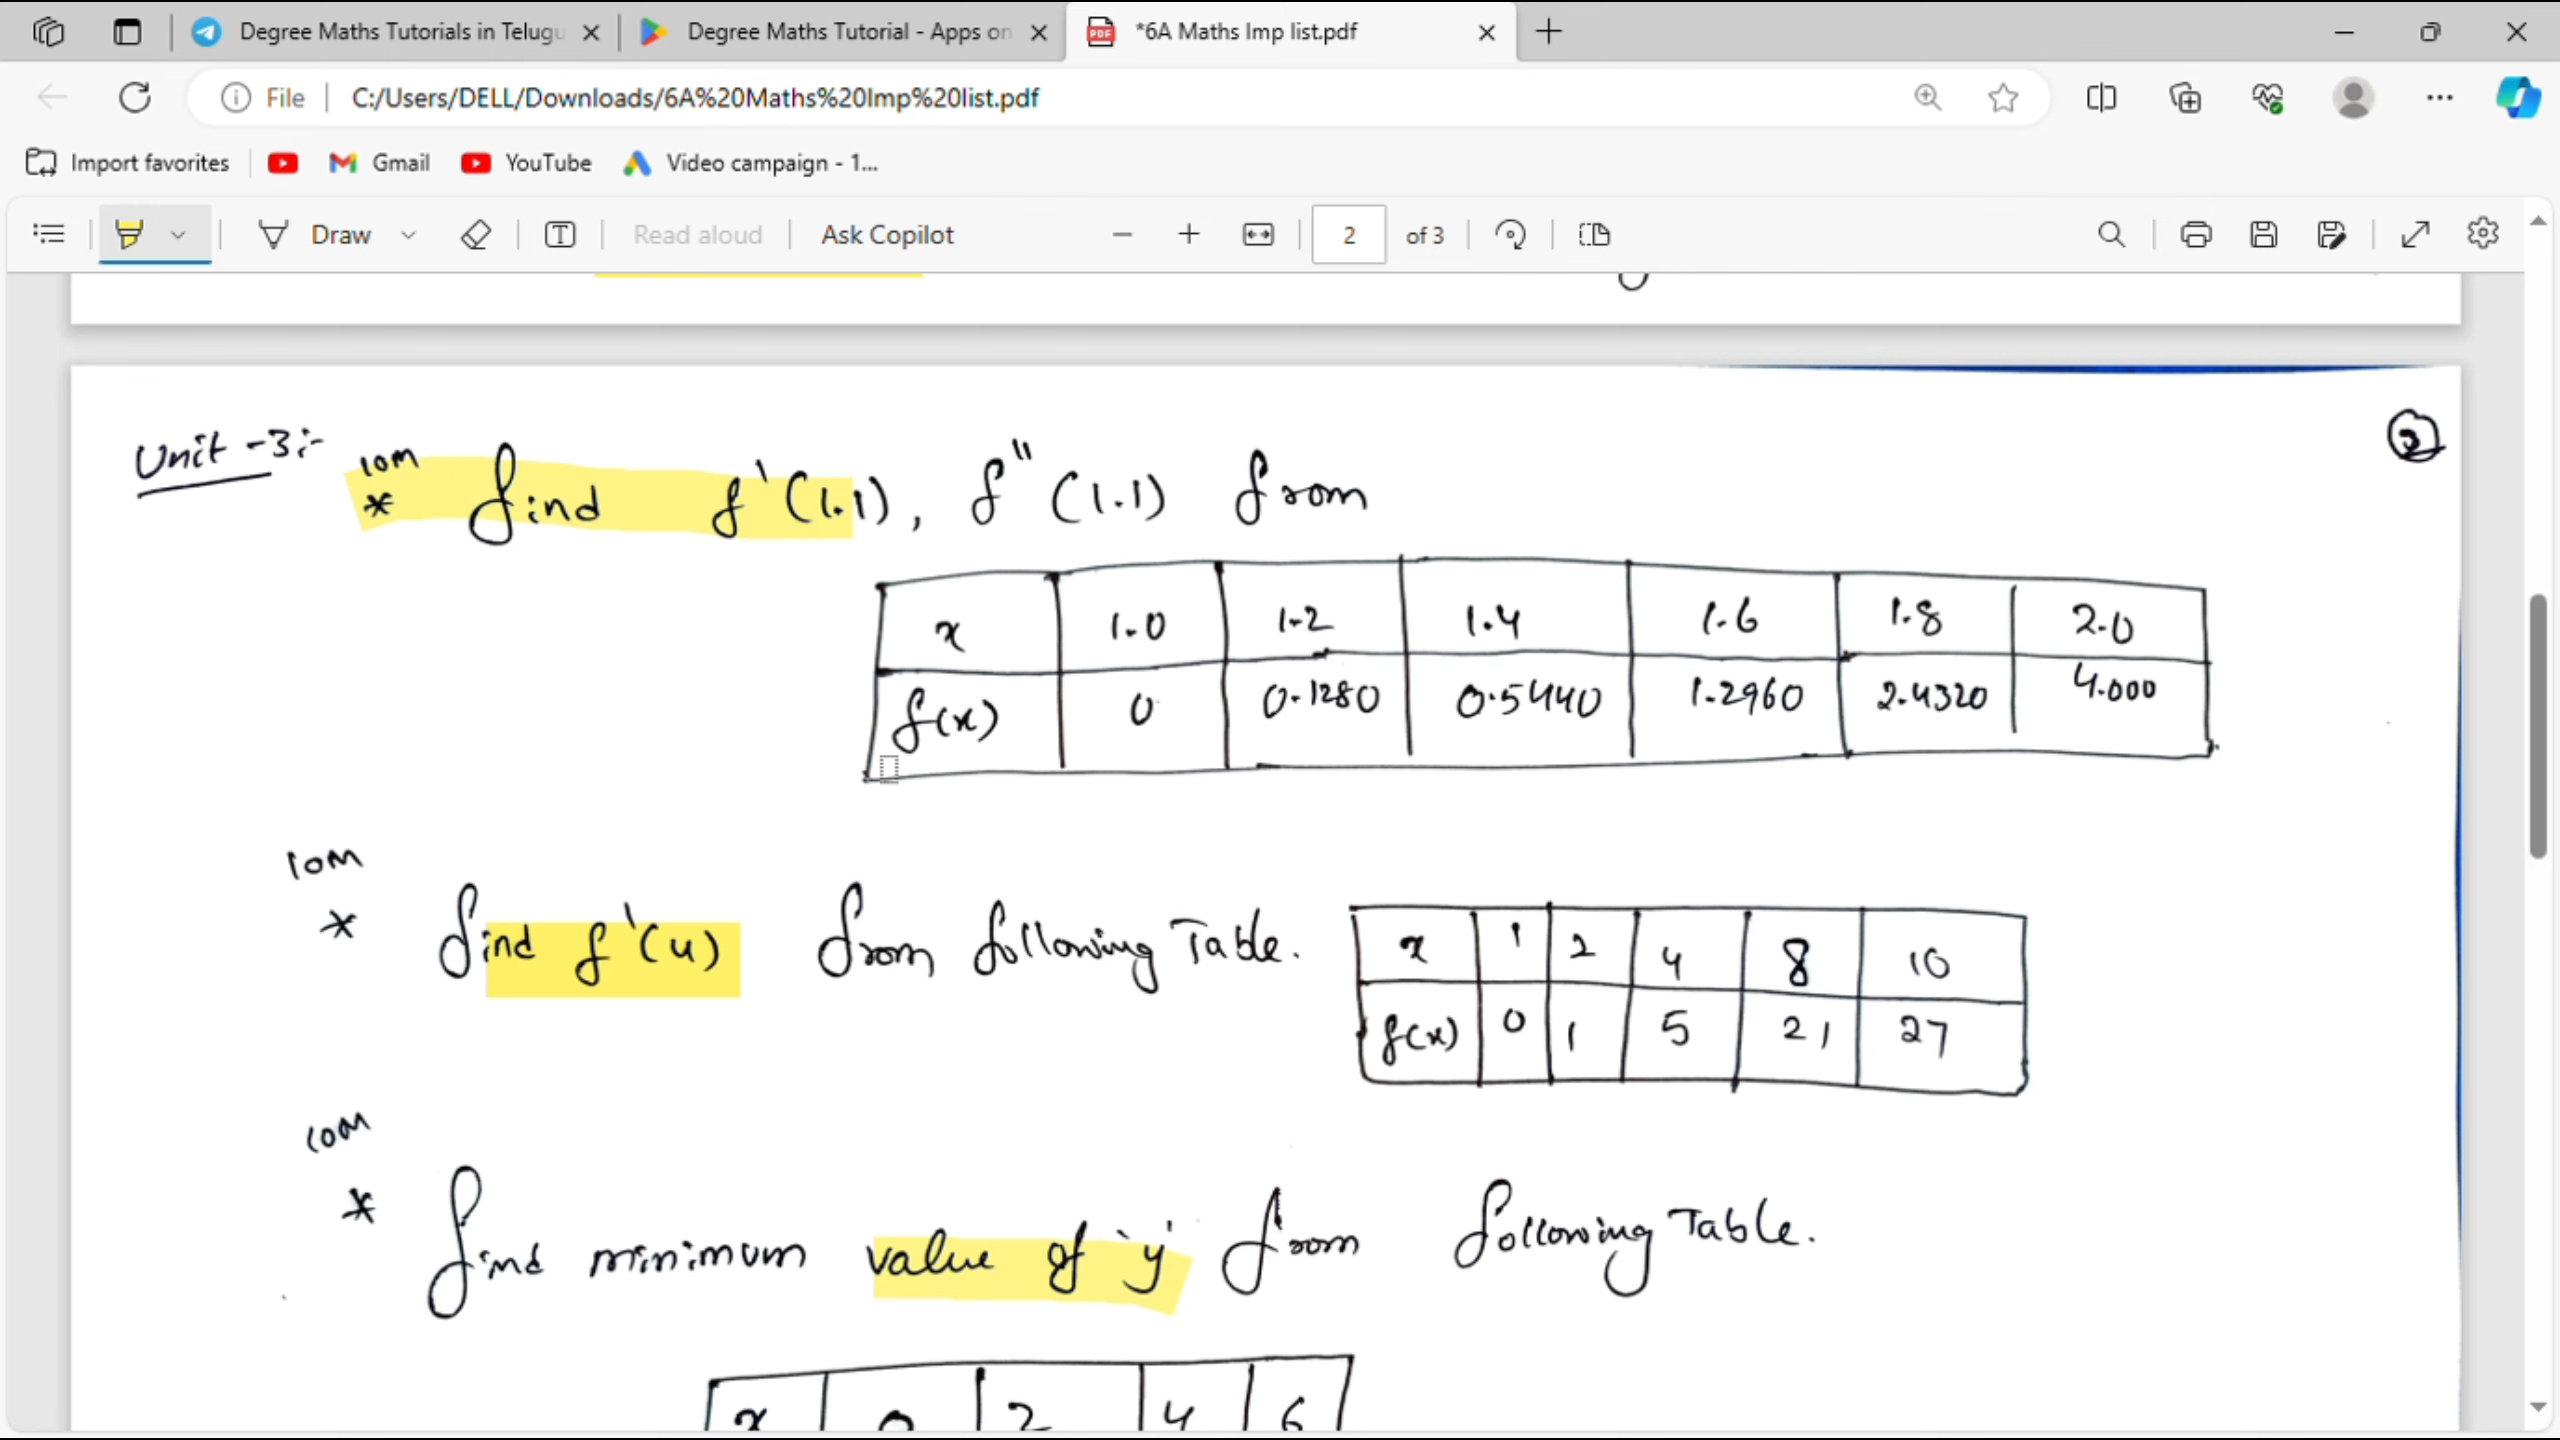 Degree Maths Tutorials in Telugu
Degree Maths Tutorial - Apps on
*6A Maths Imp list.pdf
File
C:/Users/DELL/Downloads/6A%20Maths%20Imp%20list.pdf
Import favorites
Gmail
YouTube
Video campaign - 1...
Draw
Read aloud
Ask Copilot
2
of 3
Unit -3:-
10m
* find f'(1.1), f"(1.1) from
x 1.0 1.2 1.4 1.6 1.8 2.0
f(x) 0 0.1280 0.5440 1.2960 2.4320 4.000
10m
* find f'(4) from following Table.
x 1 2 4 8 10
f(x) 0 1 5 21 27
10m
* find minimum value of 'y' from following Table.
x 0 2 4 6